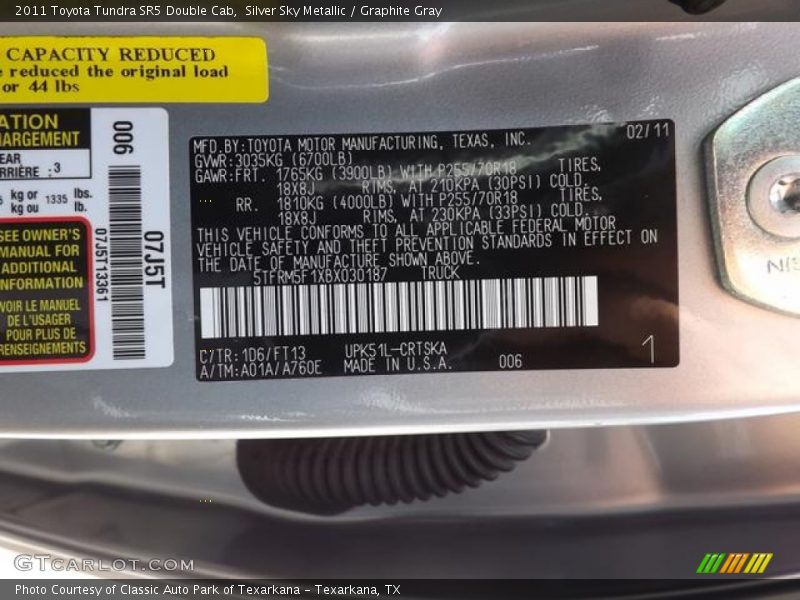 2011 Toyota Tundra SR5 Double Cab, Silver Sky Metallic / Graphite Gray
CAPACITY REDUCED
e reduced the original load
or 44 lbs
ATION
HARGEMENT
EAR
ARRIÈRE : 3
kg or 1335 lbs.
kg ou lb.
SEE OWNER'S
MANUAL FOR
ADDITIONAL
INFORMATION
VOIR LE MANUEL
DE L'USAGER
POUR PLUS DE
RENSEIGNEMENTS
006
07J5T13361
07J5T
MFD.BY:TOYOTA MOTOR MANUFACTURING, TEXAS, INC. 02/11
GVWR:3035KG (6700LB)
GAWR:FRT. 1765KG (3900LB) WITH P255/70R18 TIRES,
18X8J RIMS, AT 210KPA (30PSI) COLD,
RR. 1810KG (4000LB) WITH P255/70R18 TIRES,
18X8J RIMS, AT 230KPA (33PSI) COLD,
THIS VEHICLE CONFORMS TO ALL APPLICABLE FEDERAL MOTOR
VEHICLE SAFETY AND THEFT PREVENTION STANDARDS IN EFFECT ON
THE DATE OF MANUFACTURE SHOWN ABOVE.
5TFRM5F1XBX030187 TRUCK
C/TR: 1D6/FT13 UPK51L-CRTSKA
A/TM:A01A/A760E MADE IN U.S.A. 006
1
GTCARLOT.COM
Photo Courtesy of Classic Auto Park of Texarkana - Texarkana, TX